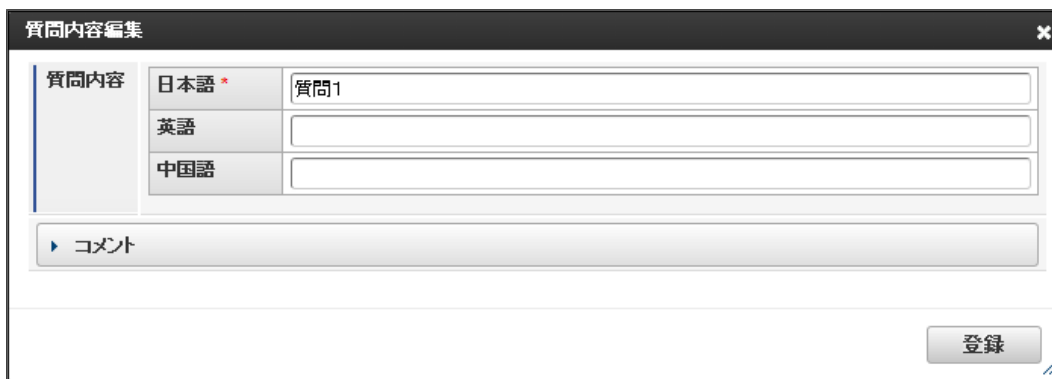 質問内容編集
質問内容
日本語 *
質問1
英語
中国語
コメント
登録